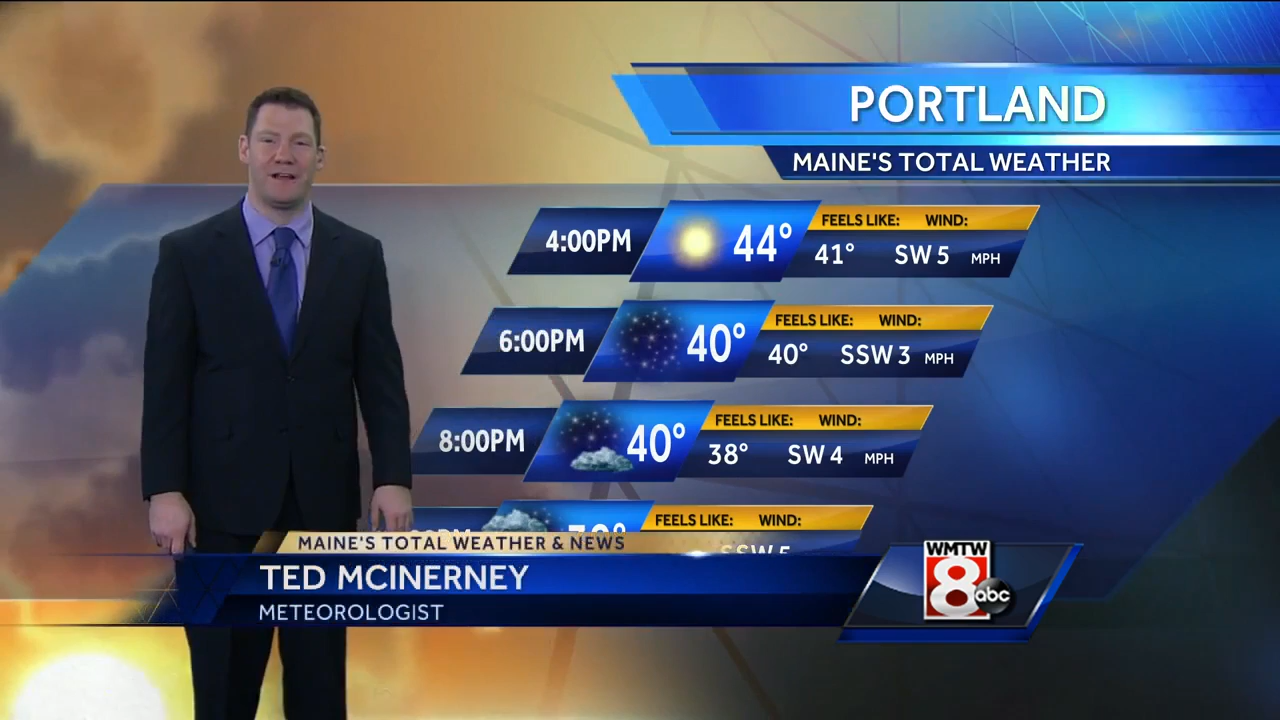 PORTLAND
MAINE'S TOTAL WEATHER
4:00PM 44° FEELS LIKE: WIND:
41° SW 5 MPH
6:00PM 40° FEELS LIKE: WIND:
40° SSW 3 MPH
8:00PM 40° FEELS LIKE: WIND:
38° SW 4 MPH
FEELS LIKE: WIND:
SSW 5
MAINE'S TOTAL WEATHER & NEWS
TED MCINERNEY
METEOROLOGIST
WMTW
8
abc